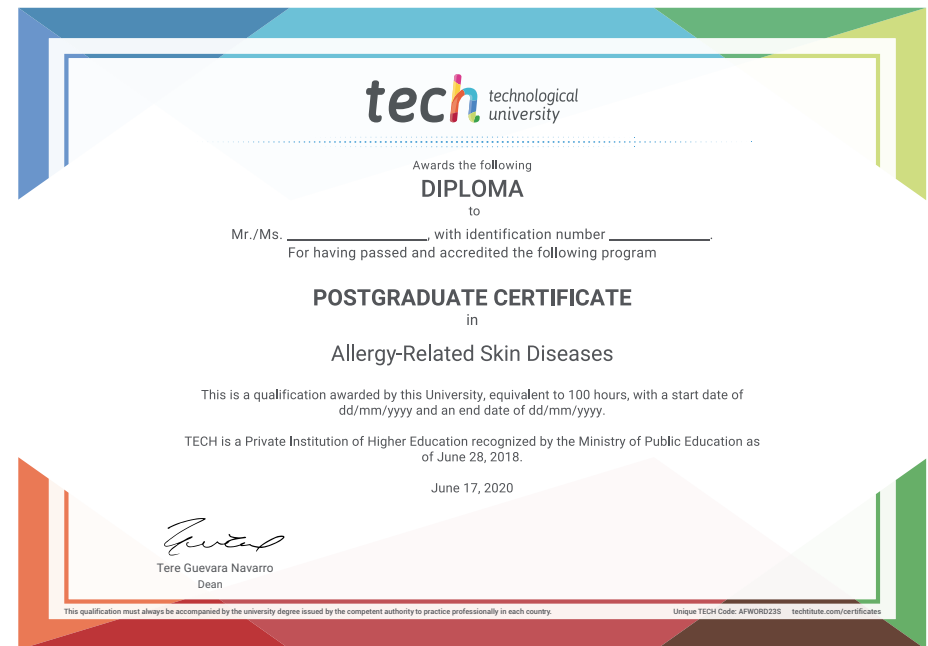 tech technological
university
Awards the following
DIPLOMA
to
Mr./Ms. ____________________, with identification number ______________.
For having passed and accredited the following program
POSTGRADUATE CERTIFICATE
in
Allergy-Related Skin Diseases
This is a qualification awarded by this University, equivalent to 100 hours, with a start date of
dd/mm/yyyy and an end date of dd/mm/yyyy.
TECH is a Private Institution of Higher Education recognized by the Ministry of Public Education as
of June 28, 2018.
June 17, 2020
Tere Guevara Navarro
Dean
This qualification must always be accompanied by the university degree issued by the competent authority to practice professionally in each country. Unique TECH Code: AFWORD23S techtitute.com/certificates